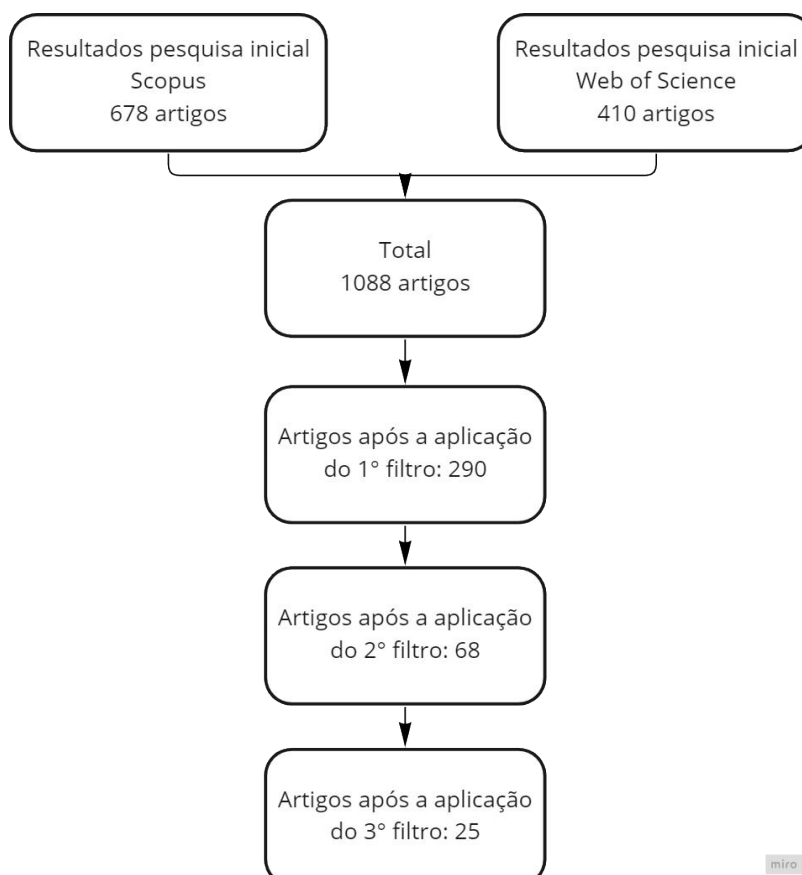 Resultados pesquisa inicial
Scopus
678 artigos
Resultados pesquisa inicial
Web of Science
410 artigos
Total
1088 artigos
Artigos após a aplicação
do 1° filtro: 290
Artigos após a aplicação
do 2° filtro: 68
Artigos após a aplicação
do 3° filtro: 25
miro